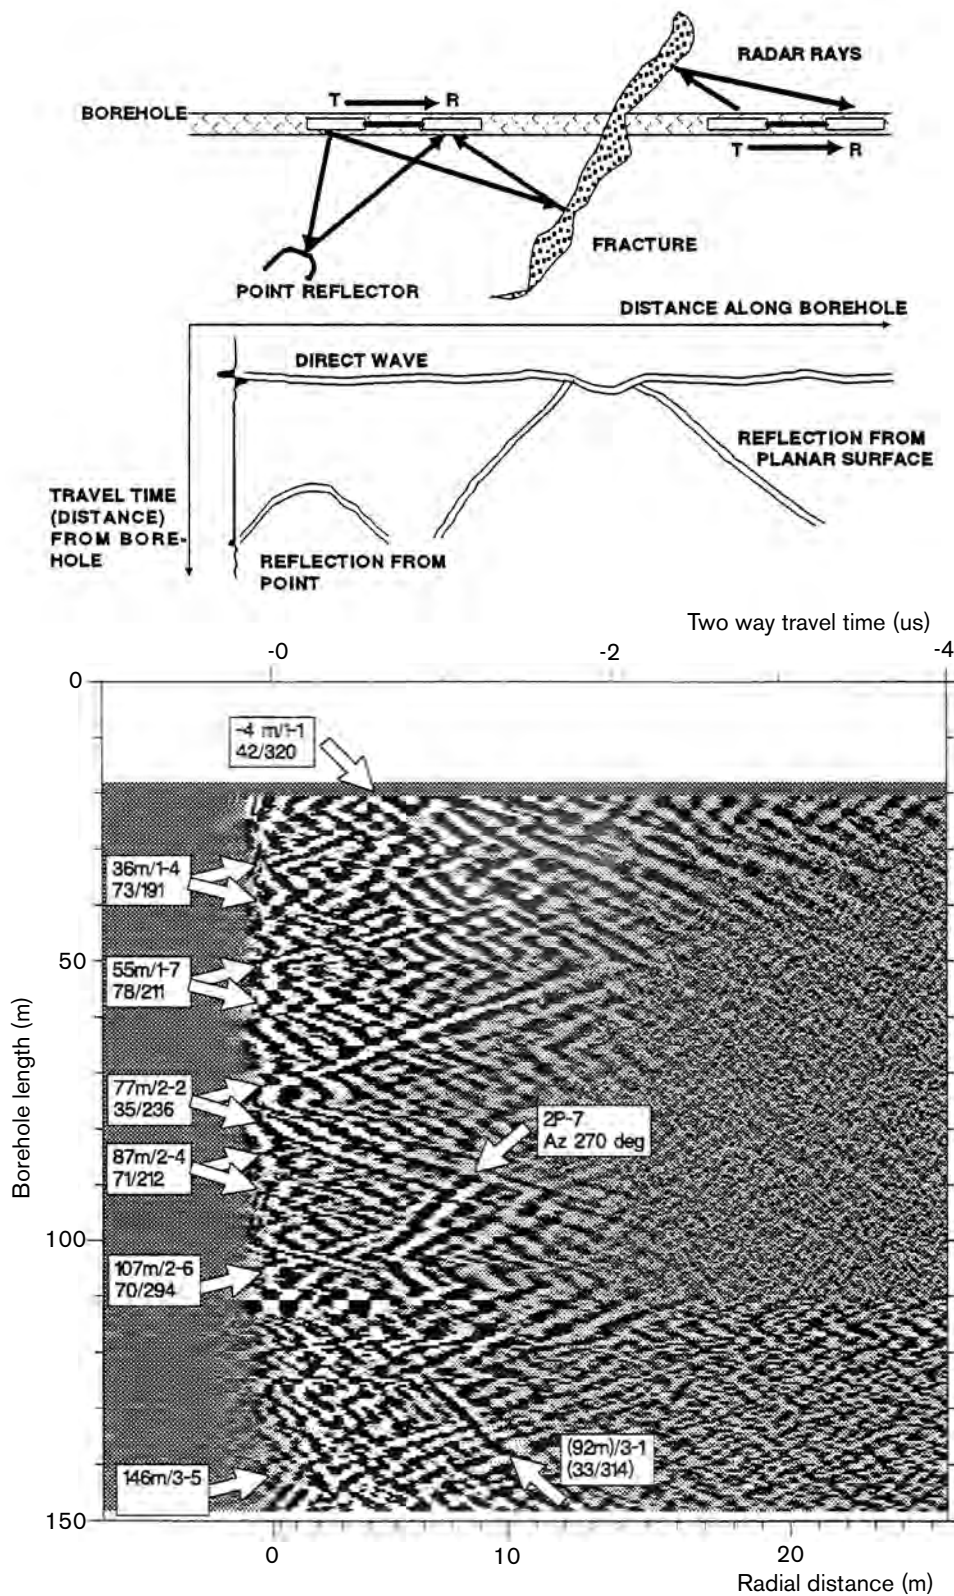 RADAR RAYS
T R
BOREHOLE
T R
FRACTURE
POINT REFLECTOR
DISTANCE ALONG BOREHOLE
DIRECT WAVE
REFLECTION FROM
PLANAR SURFACE
TRAVEL TIME
(DISTANCE)
FROM BORE-
HOLE
REFLECTION FROM
POINT
Two way travel time (us)
-0 -2 -4
0
-4 m/1-1
42/320
36m/1-4
73/191
50
55m/1-7
78/211
77m/2-2
35/236
2P-7
Az 270 deg
87m/2-4
71/212
100
107m/2-6
70/294
(92m)/3-1
(33/314)
146m/3-5
150
Borehole length (m)
0 10 20
Radial distance (m)